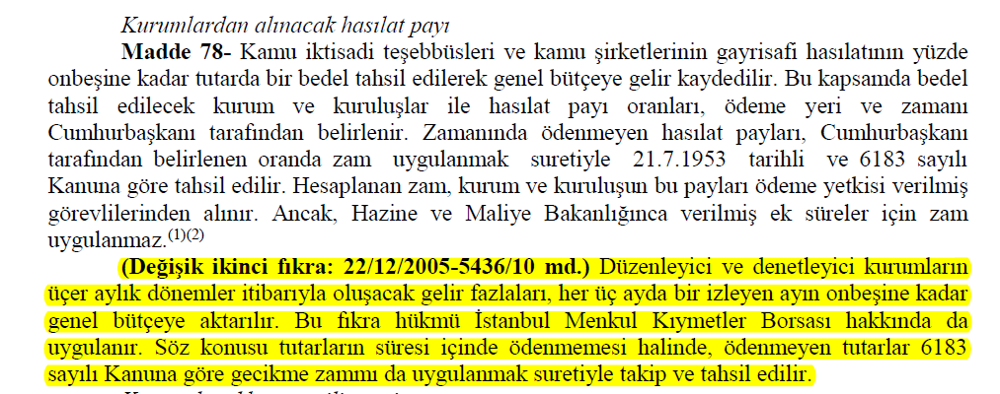 Kurumlardan alınacak hasılat payı
Madde 78- Kamu iktisadi teşebbüsleri ve kamu şirketlerinin gayrisafi hasılatının yüzde
onbeşine kadar tutarda bir bedel tahsil edilerek genel bütçeye gelir kaydedilir. Bu kapsamda bedel
tahsil edilecek kurum ve kuruluşlar ile hasılat payı oranları, ödeme yeri ve zamanı
Cumhurbaşkanı tarafından belirlenir. Zamanında ödenmeyen hasılat payları, Cumhurbaşkanı
tarafından belirlenen oranda zam uygulanmak suretiyle 21.7.1953 tarihli ve 6183 sayılı
Kanuna göre tahsil edilir. Hesaplanan zam, kurum ve kuruluşun bu payları ödeme yetkisi verilmiş
görevlilerinden alınır. Ancak, Hazine ve Maliye Bakanlığınca verilmiş ek süreler için zam
uygulanmaz.(1)(2)
(Değişik ikinci fıkra: 22/12/2005-5436/10 md.) Düzenleyici ve denetleyici kurumların
üçer aylık dönemler itibarıyla oluşacak gelir fazlaları, her üç ayda bir izleyen ayın onbeşine kadar
genel bütçeye aktarılır. Bu fıkra hükmü İstanbul Menkul Kıymetler Borsası hakkında da
uygulanır. Söz konusu tutarların süresi içinde ödenmemesi halinde, ödenmeyen tutarlar 6183
sayılı Kanuna göre gecikme zammı da uygulanmak suretiyle takip ve tahsil edilir.